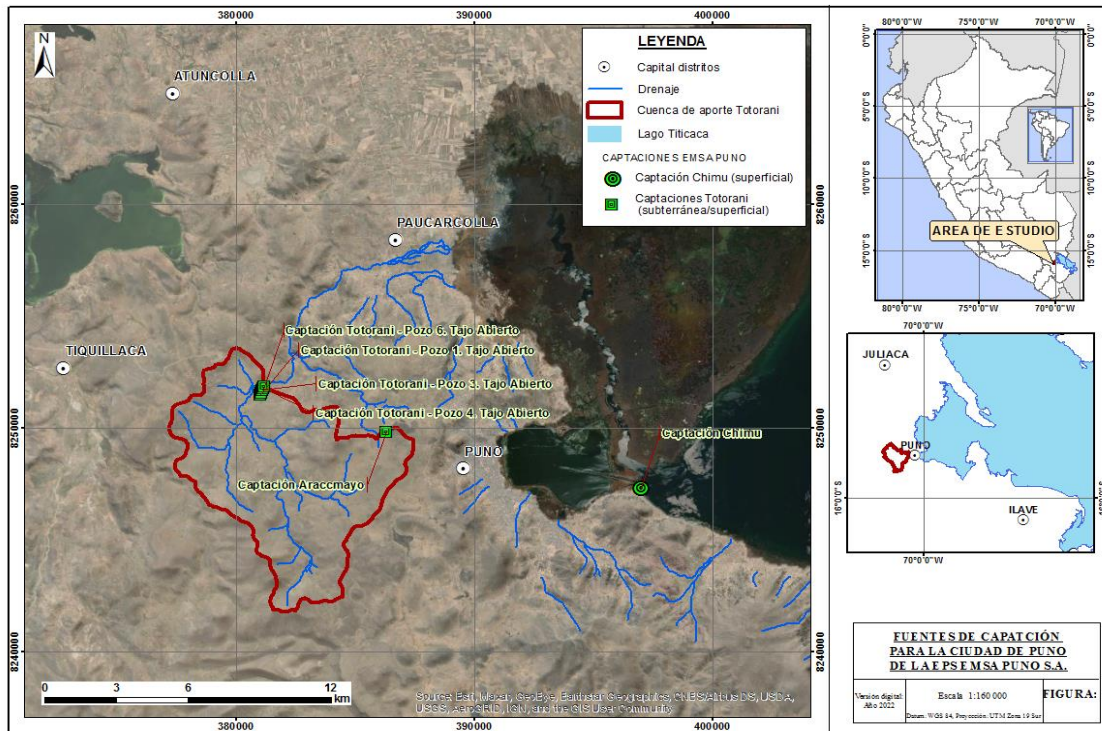 380000
390000
400000
N
ATUNCOLLA
8260000
8260000
PAUCARCOLLA
Captación Totorani - Pozo 6. Tajo Abierto
Captación Totorani - Pozo 1. Tajo Abierto
TIQUILLACA
Captación Totorani - Pozo 3. Tajo Abierto
Captación Totorani - Pozo 4. Tajo Abierto
8250000
8250000
Captación Chimu
PUNO
Captación Araccmayo
8240000
8240000
0 3 6 12
km
Source: Esri, Maxar, GeoEye, Earthstar Geographics, CNES/Airbus DS, USDA,
USGS, AeroGRID, IGN, and the GIS User Community
380000
390000
400000
LEYENDA
Capital distritos
Drenaje
Cuenca de aporte Totorani
Lago Titicaca
CAPTACIONES EMSA PUNO
Captación Chimu (superficial)
Captaciones Totorani
(subterránea/superficial)
80°0'0"W
75°0'0"W
70°0'0"W
0°0'0"
0°0'0"
5°0'0"S
5°0'0"S
10°0'0"S
10°0'0"S
15°0'0"S
15°0'0"S
AREA DE ESTUDIO
80°0'0"W
75°0'0"W
70°0'0"W
70°0'0"W
JULIACA
PUNO
16°0'0"S
16°0'0"S
ILAVE
70°0'0"W
FUENTES DE CAPATCIÓN
PARA LA CIUDAD DE PUNO
DE LA EPS EMSA PUNO S.A.
Versión digital:
Año 2022
Escala 1:160 000
Datum: WGS 84, Proyección: UTM Zona 19 Sur
FIGURA: